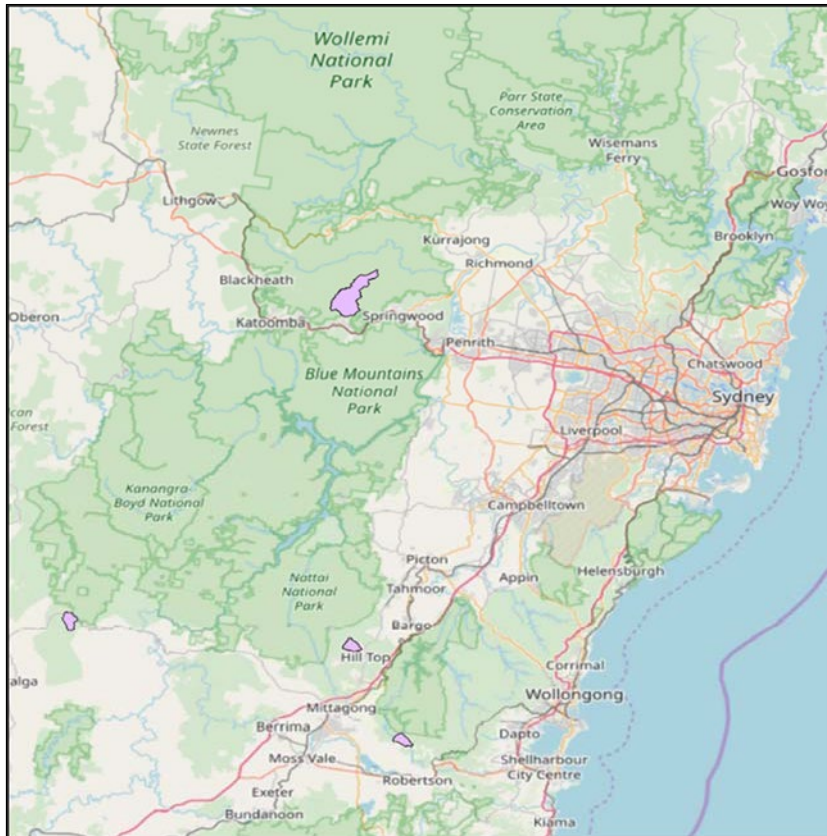 Wollemi
National
Park
Parr State
Conservation
Area
Newnes
State Forest
Wisemans
Ferry
Gosfor
Lithgow
Woy Woy
Kurrajong
Brooklyn
Richmond
Blackheath
Oberon
Katoomba
Springwood
Penrith
Chatswood
Blue Mountains
National
Park
Sydney
ican
Forest
Liverpool
Kanangra-
Boyd National
Park
Campbelltown
Picton
Nattai
National
Park
Tahmoor
Appin
Helensburgh
Bargo
Hill Top
Corrimal
alga
Wollongong
Mittagong
Berrima
Dapto
Moss Vale
Shellharbour
City Centre
Robertson
Exeter
Bundanoon
Kiama